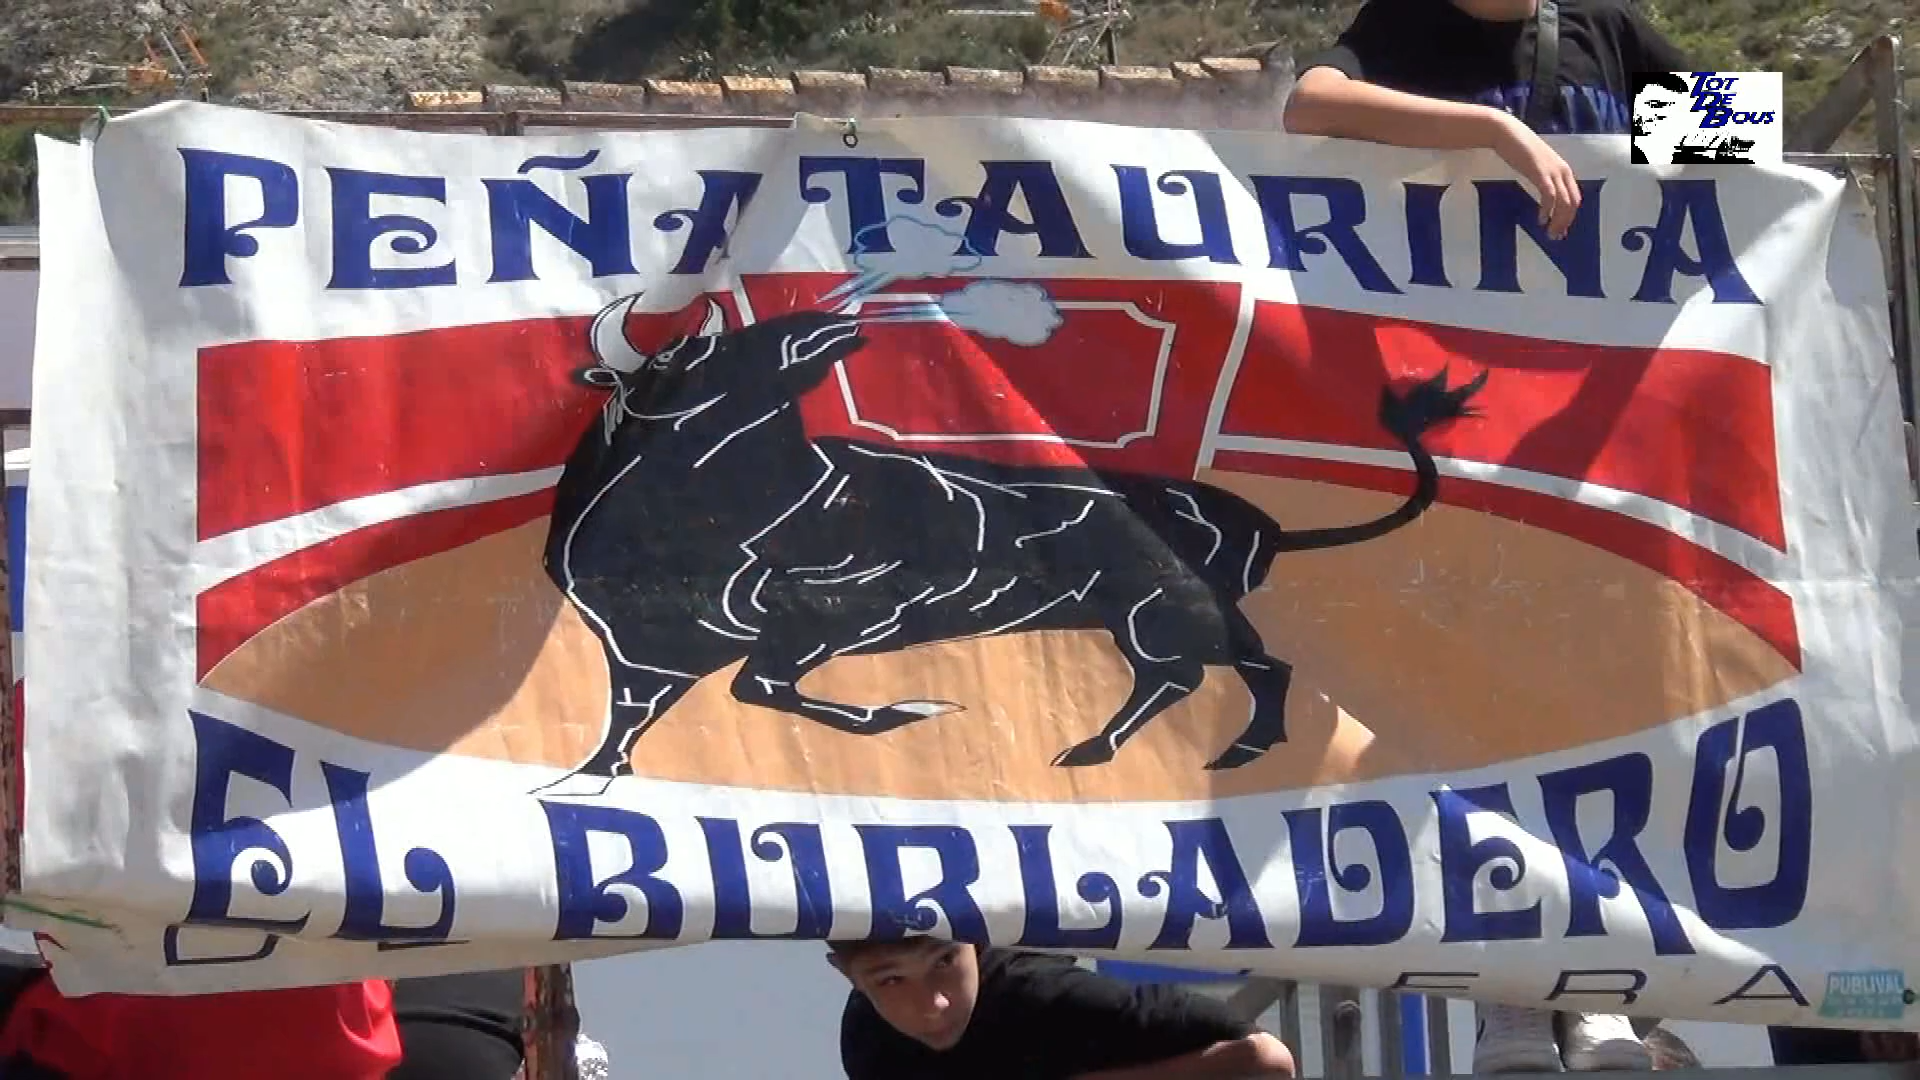 TOT
DE
BOUS
PEÑA TAURINA
EL BURLADERO
PUBLIVAL